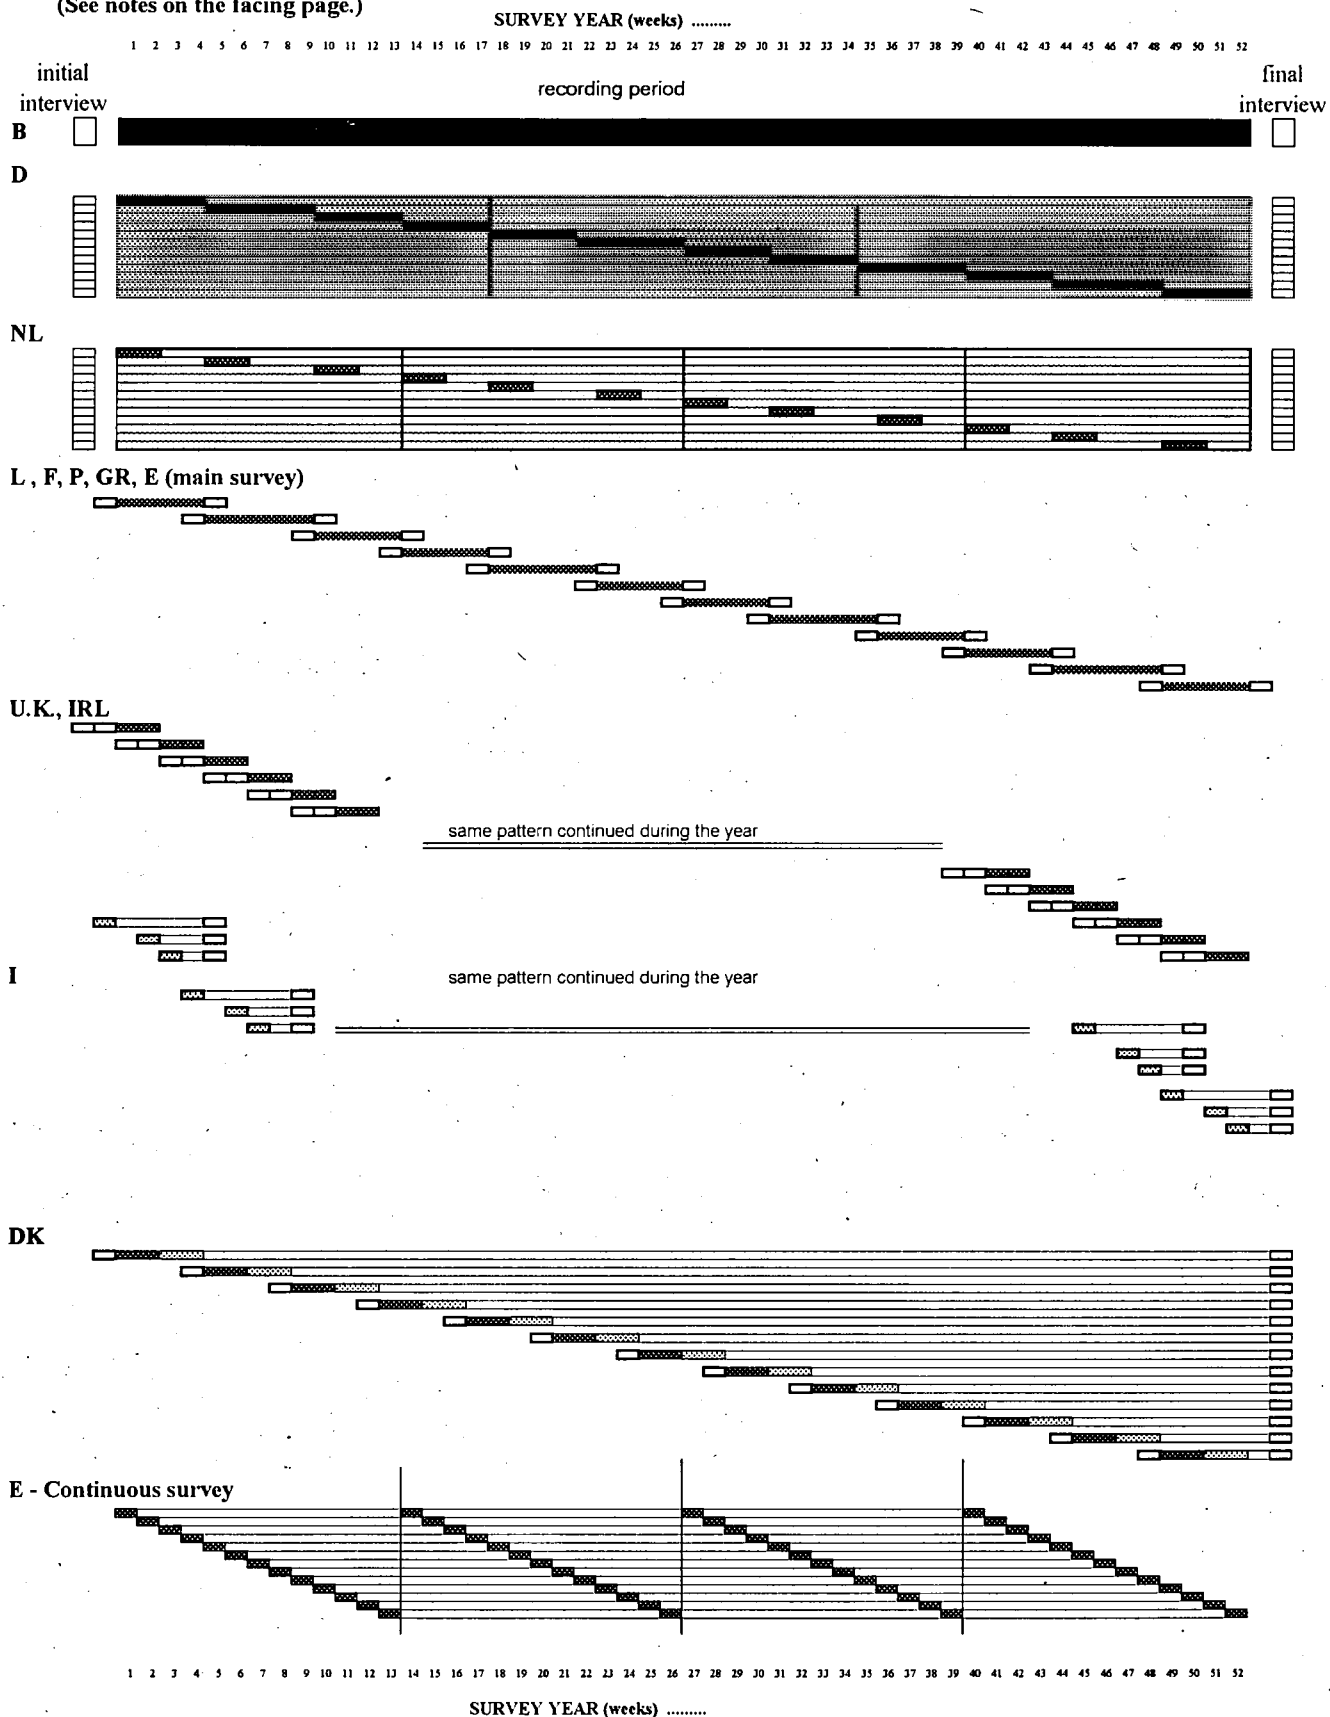 (See notes on the facing page.)
SURVEY YEAR (weeks) .........
1 2 3 4 5 6 7 8 9 10 11 12 13 14 15 16 17 18 19 20 21 22 23 24 25 26 27 28 29 30 31 32 33 34 35 36 37 38 39 40 41 42 43 44 45 46 47 48 49 50 51 52
initial interview
recording period
final interview
B
D
NL
L , F, P, GR, E (main survey)
U.K., IRL
same pattern continued during the year
I
same pattern continued during the year
DK
E - Continuous survey
1 2 3 4 5 6 7 8 9 10 11 12 13 14 15 16 17 18 19 20 21 22 23 24 25 26 27 28 29 30 31 32 33 34 35 36 37 38 39 40 41 42 43 44 45 46 47 48 49 50 51 52
SURVEY YEAR (weeks) .........